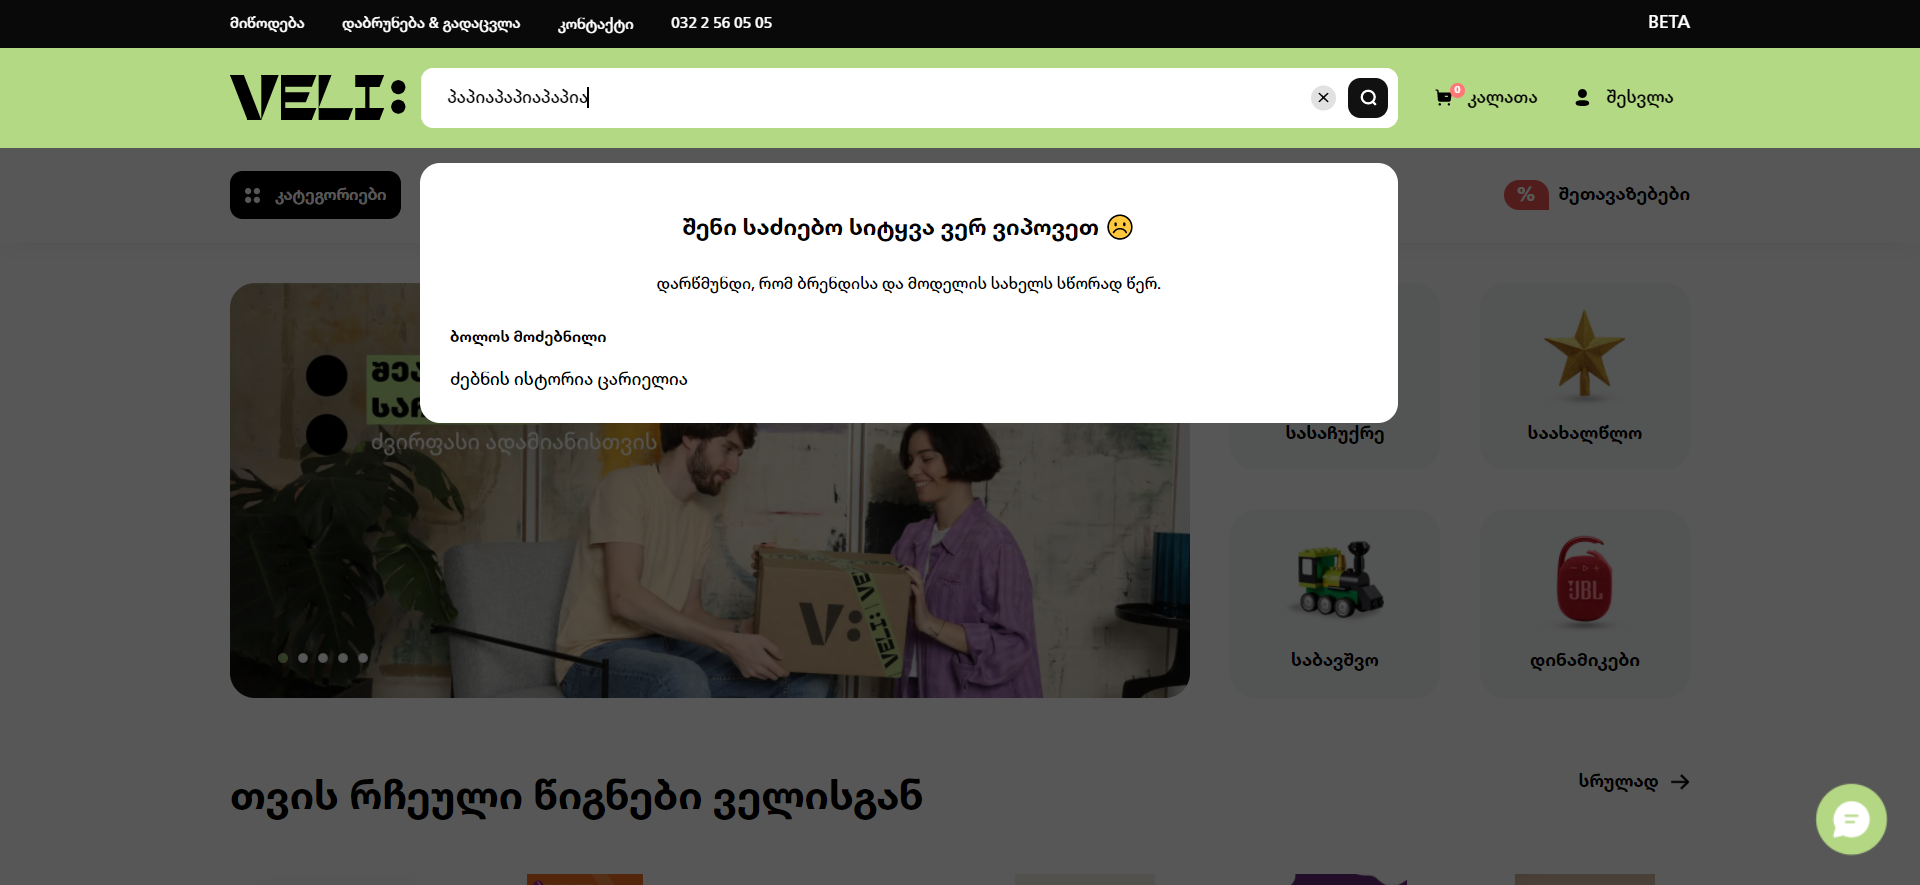 მიწოდება
დაბრუნება & გადაცვლა
კონტაქტი
032 2 56 05 05
BETA
VELI:
პაპიაპაპიაპაპია
0
კალათა
შესვლა
კატეგორიები
%
შეთავაზებები
შენი საძიებო სიტყვა ვერ ვიპოვეთ
დარწმუნდი, რომ ბრენდისა და მოდელის სახელს სწორად წერ.
ბოლოს მოძებნილი
ძებნის ისტორია ცარიელია
ძვირფასი ადამიანისთვის
V:
VELI:
სასაჩუქრე
საახალწლო
JBL
საბავშვო
დინამიკები
თვის რჩეული წიგნები ველისგან
სრულად